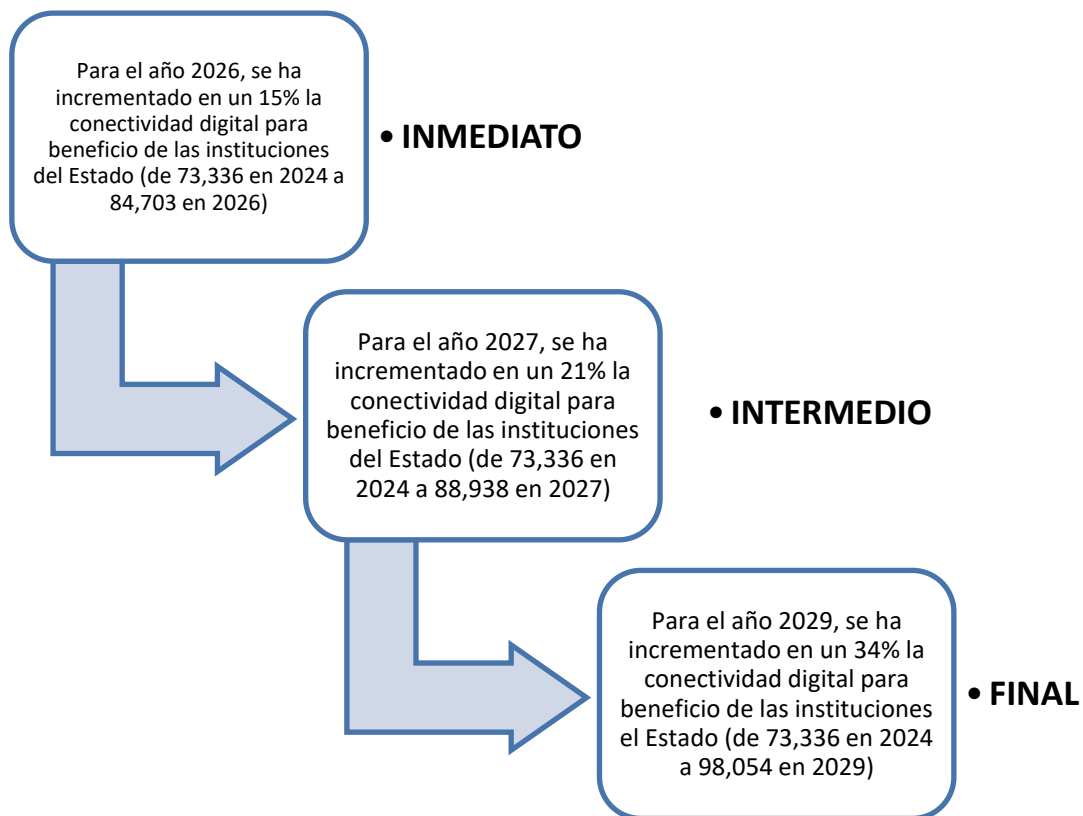 Para el año 2026, se ha
incrementado en un 15% la
conectividad digital para
beneficio de las instituciones
del Estado (de 73,336 en 2024 a
84,703 en 2026)
• INMEDIATO
Para el año 2027, se ha
incrementado en un 21% la
conectividad digital para
beneficio de las instituciones
del Estado (de 73,336 en
2024 a 88,938 en 2027)
• INTERMEDIO
Para el año 2029, se ha
incrementado en un 34% la
conectividad digital para
beneficio de las instituciones
el Estado (de 73,336 en 2024
a 98,054 en 2029)
• FINAL